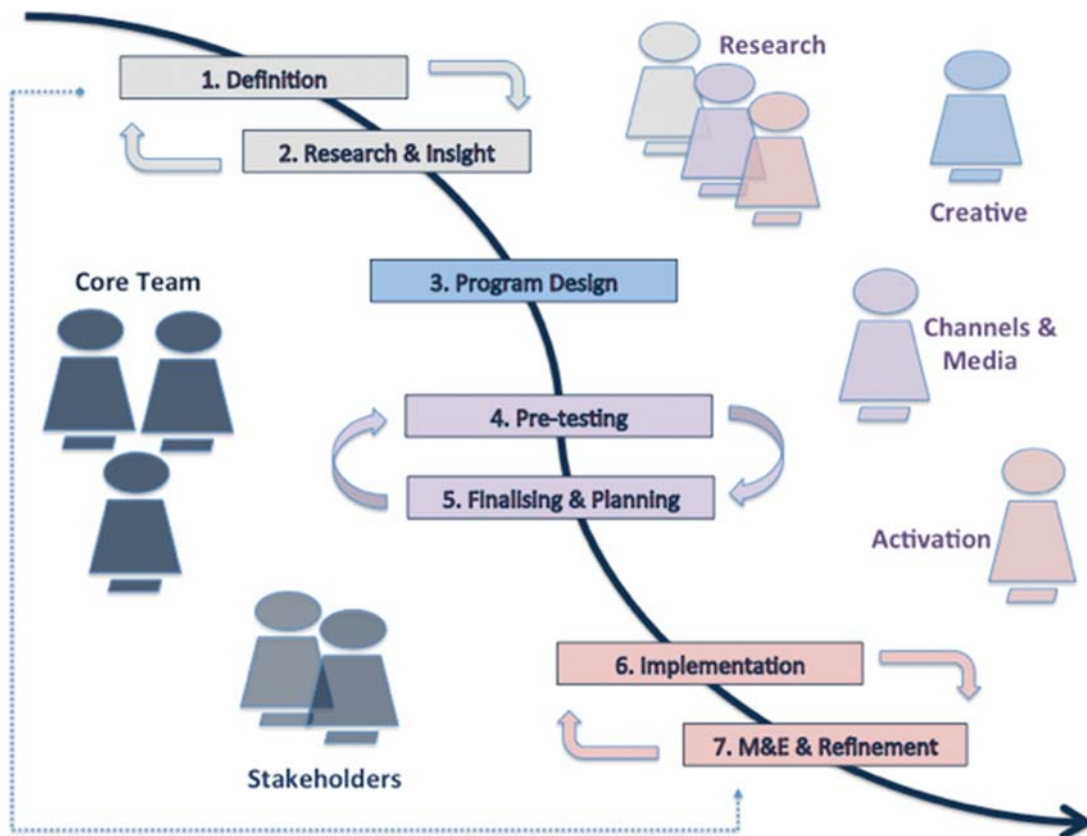 Research
1. Definition
2. Research & Insight
Creative
3. Program Design
Core Team
Channels &
Media
4. Pre-testing
5. Finalising & Planning
Activation
6. Implementation
7. M&E & Refinement
Stakeholders